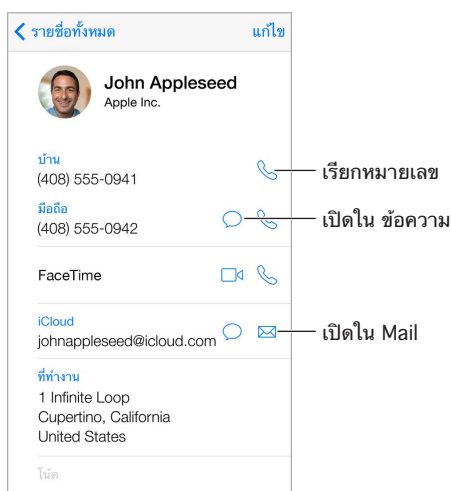 รายชื่อทั้งหมด แก้ไข
John Appleseed
Apple Inc.
บ้าน
(408) 555-0941
เรียกหมายเลข
มือถือ
(408) 555-0942
เปิดใน ข้อความ
FaceTime
iCloud
johnappleseed@icloud.com
เปิดใน Mail
ที่ทำงาน
1 Infinite Loop
Cupertino, California
United States
โน้ต